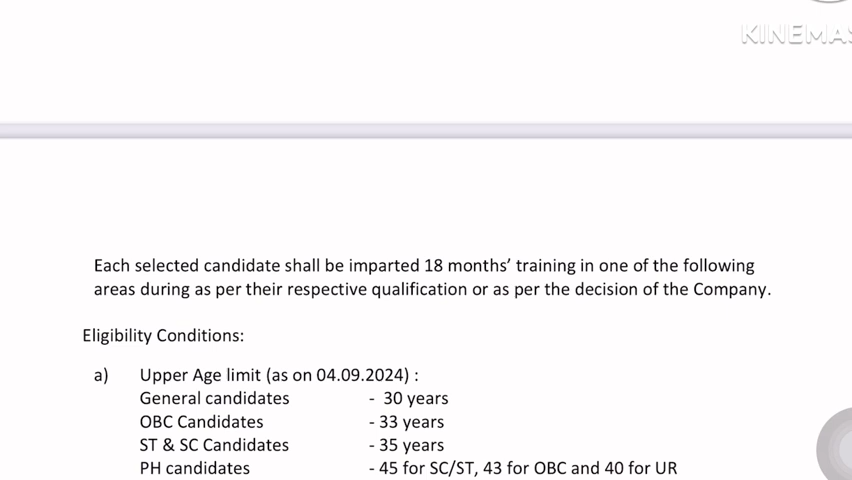 KINEMAS
Each selected candidate shall be imparted 18 months’ training in one of the following
areas during as per their respective qualification or as per the decision of the Company.
Eligibility Conditions:
a) Upper Age limit (as on 04.09.2024) :
General candidates - 30 years
OBC Candidates - 33 years
ST & SC Candidates - 35 years
PH candidates - 45 for SC/ST, 43 for OBC and 40 for UR